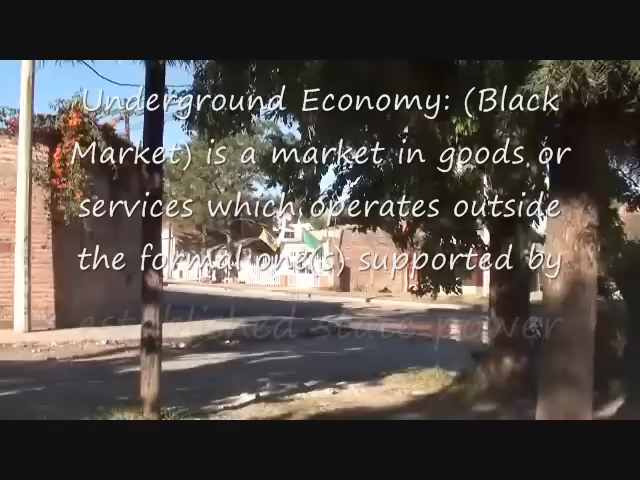 Underground Economy: (Black
Market) is a market in goods or
services which operates outside
the formal one(s) supported by
established state power